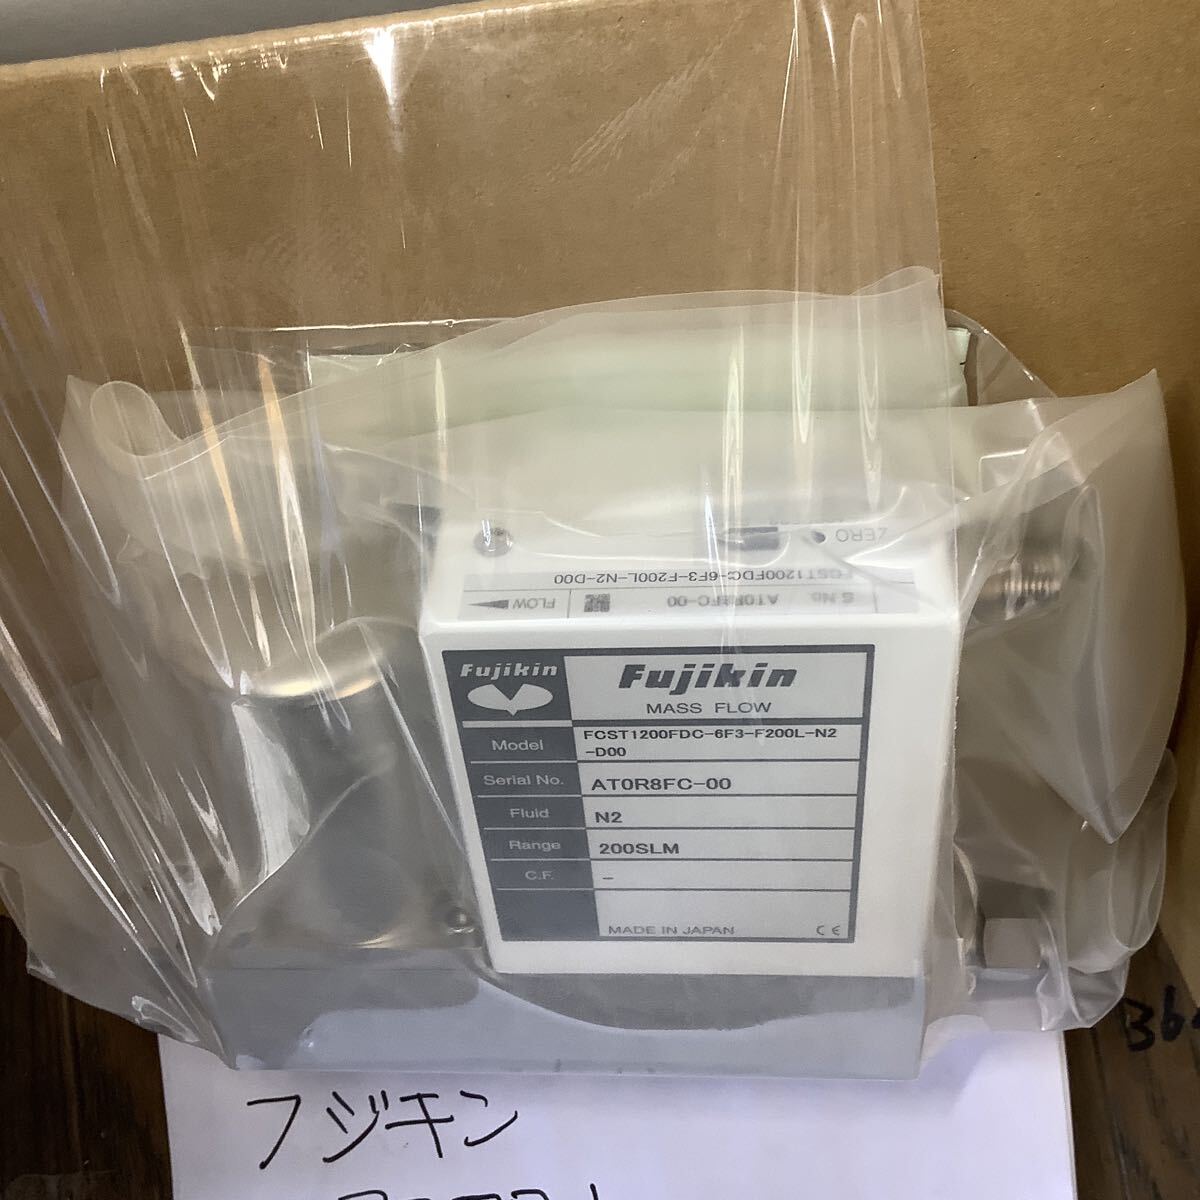 ZERO
FCST1200FDC-6F3-F200L-N2-D00
S.No. AT0R8FC-00
FLOW
Fujikin
Fujikin
MASS FLOW
Model FCST1200FDC-6F3-F200L-N2
-D00
Serial No. AT0R8FC-00
Fluid N2
Range 200SLM
C.F. -
MADE IN JAPAN CE
フジキン